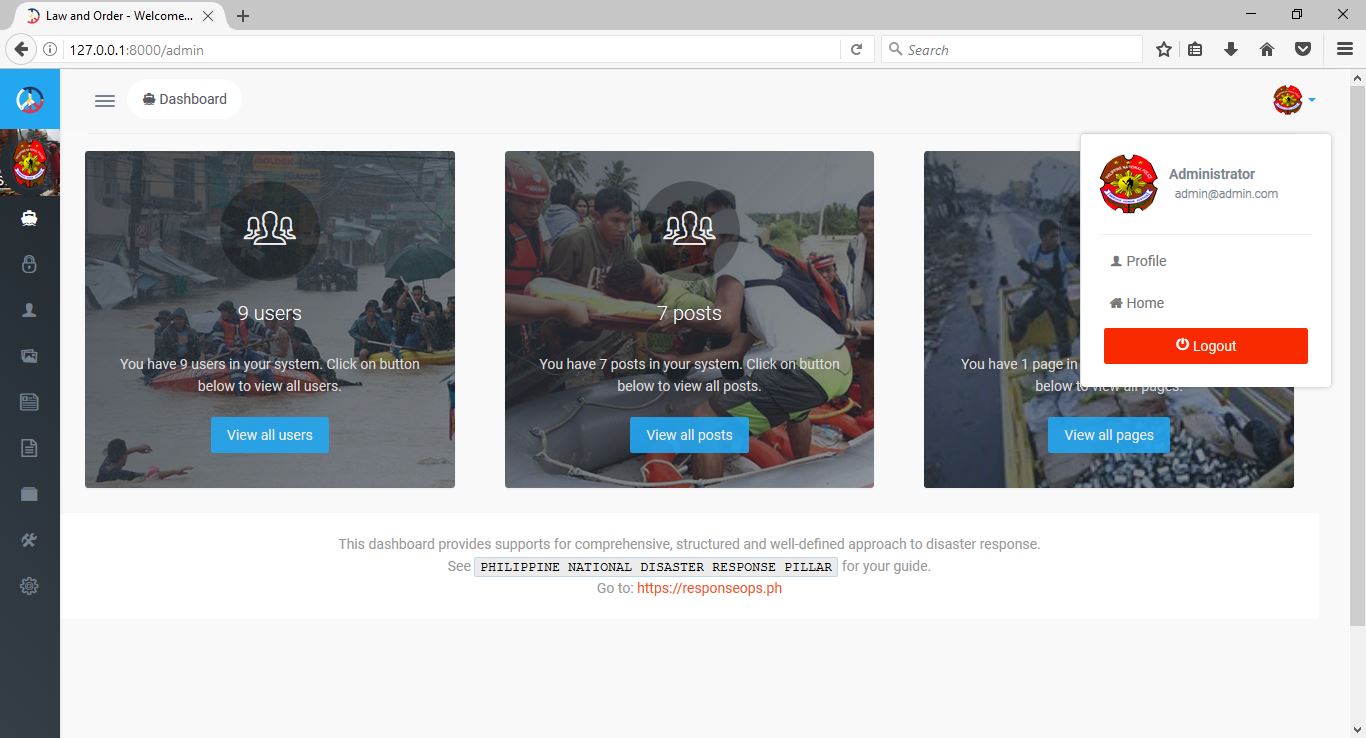 Law and Order - Welcome...
127.0.0.1:8000/admin
Search
Dashboard
Administrator
admin@admin.com
Profile
Home
Logout
9 users
You have 9 users in your system. Click on button
below to view all users.
View all users
7 posts
You have 7 posts in your system. Click on button
below to view all posts.
View all posts
You have 1 page in
below to view all pages.
View all pages
This dashboard provides supports for comprehensive, structured and well-defined approach to disaster response.
See PHILIPPINE NATIONAL DISASTER RESPONSE PILLAR for your guide.
Go to: https://responseops.ph